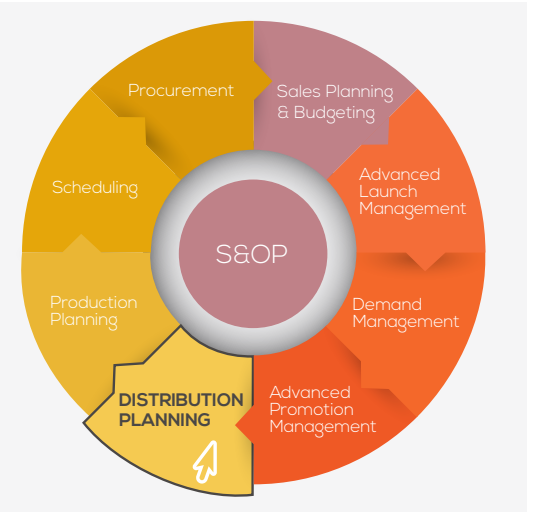 Procurement
Sales Planning
& Budgeting
Advanced
Launch
Management
Demand
Management
Advanced
Promotion
Management
DISTRIBUTION
PLANNING
Production
Planning
Scheduling
S&OP